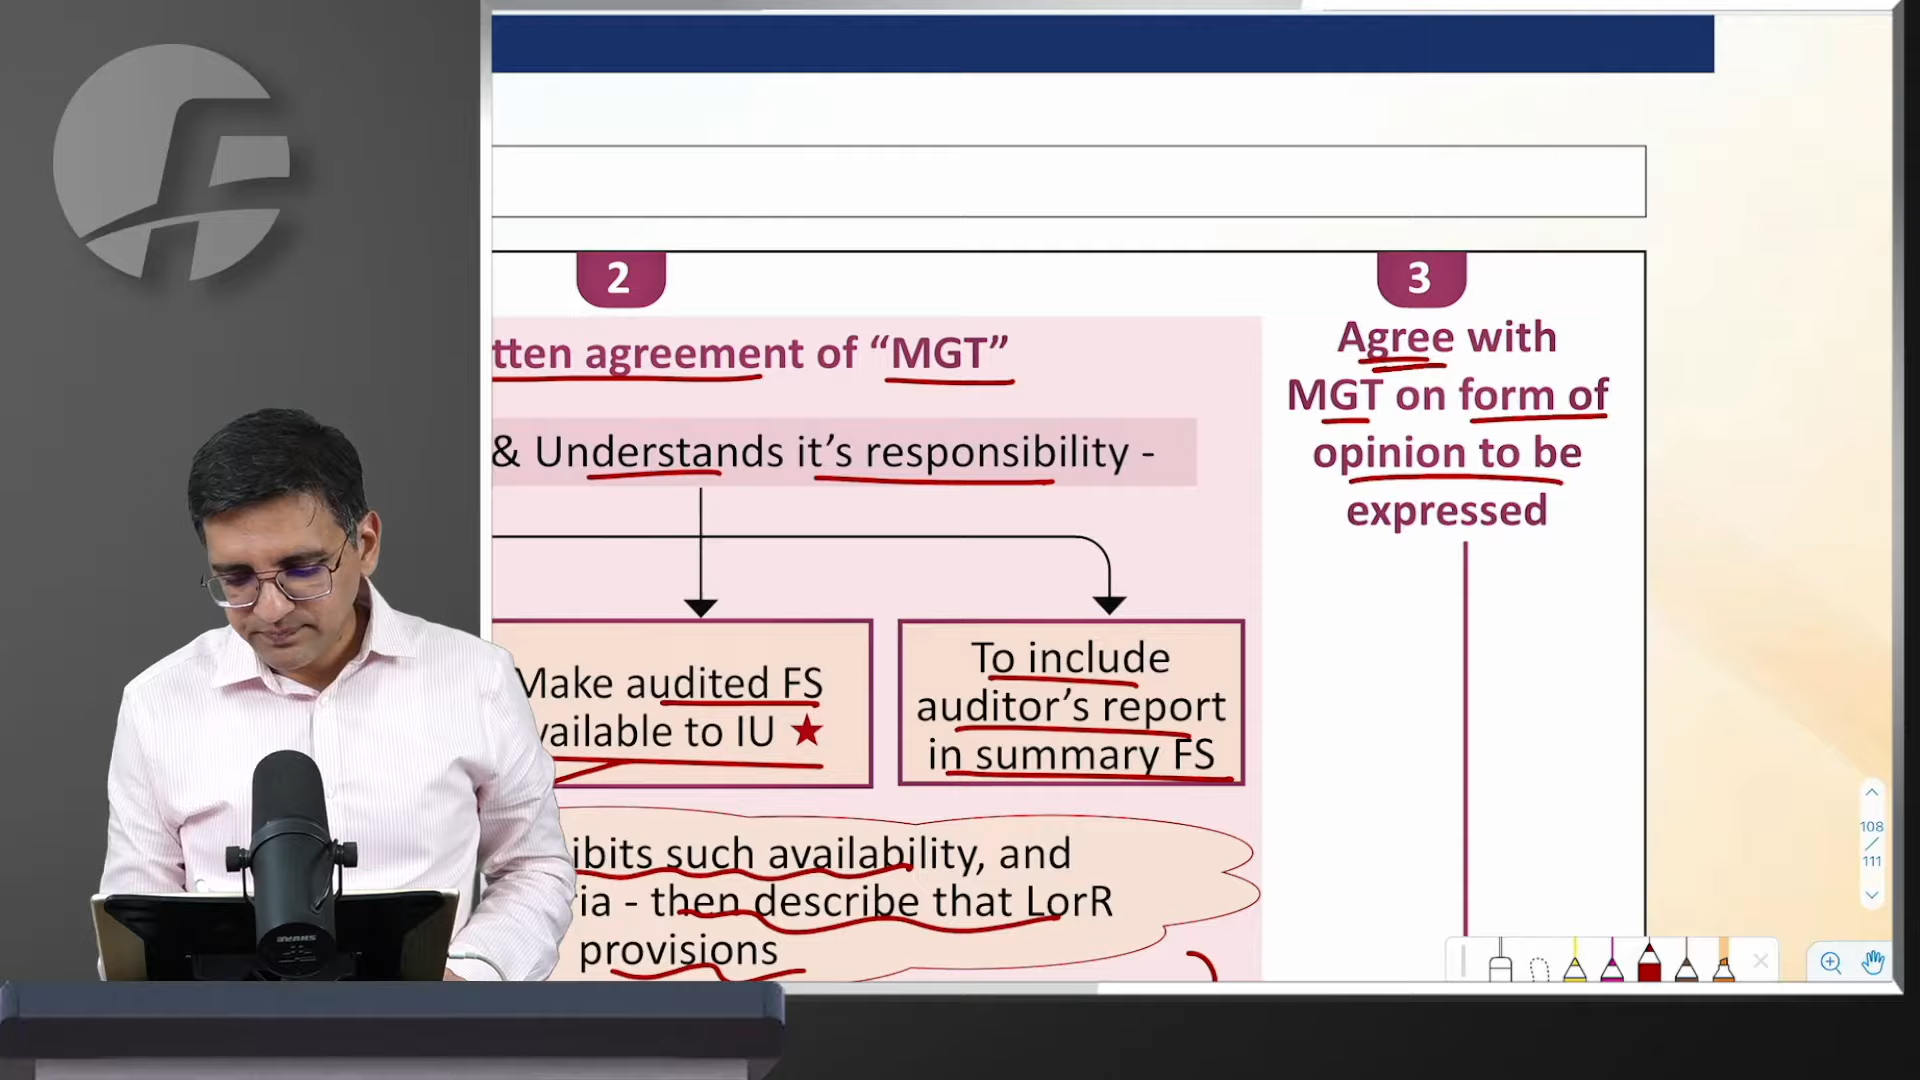 2
tten agreement of “MGT”
& Understands it’s responsibility -
Make audited FS
vailable to IU ★
To include
auditor’s report
in summary FS
ibits such availability, and
ria - then describe that LorR
provisions
3
Agree with
MGT on form of
opinion to be
expressed
108
/
111
SHURE